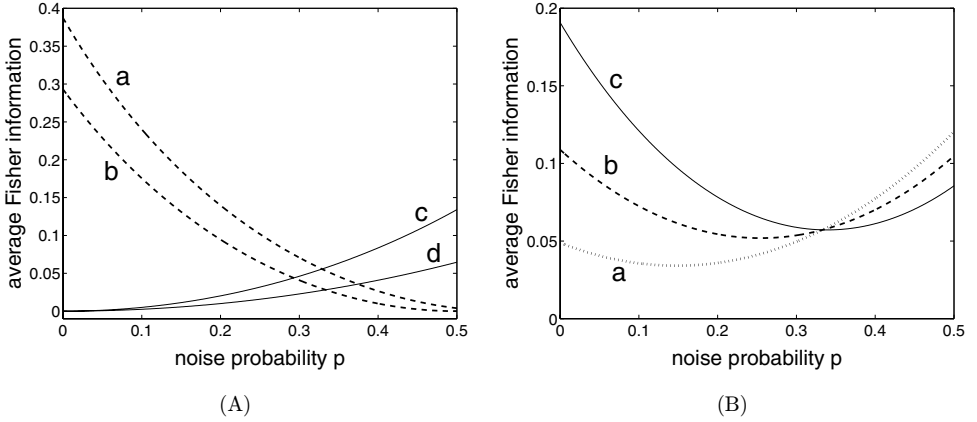 0.4
0.35
0.3
0.25
0.2
0.15
0.1
0.05
0
average Fisher information
a
b
c
d
0 0.1 0.2 0.3 0.4 0.5
noise probability p
(A)
0.2
0.15
0.1
0.05
0
average Fisher information
c
b
a
0 0.1 0.2 0.3 0.4 0.5
noise probability p
(B)